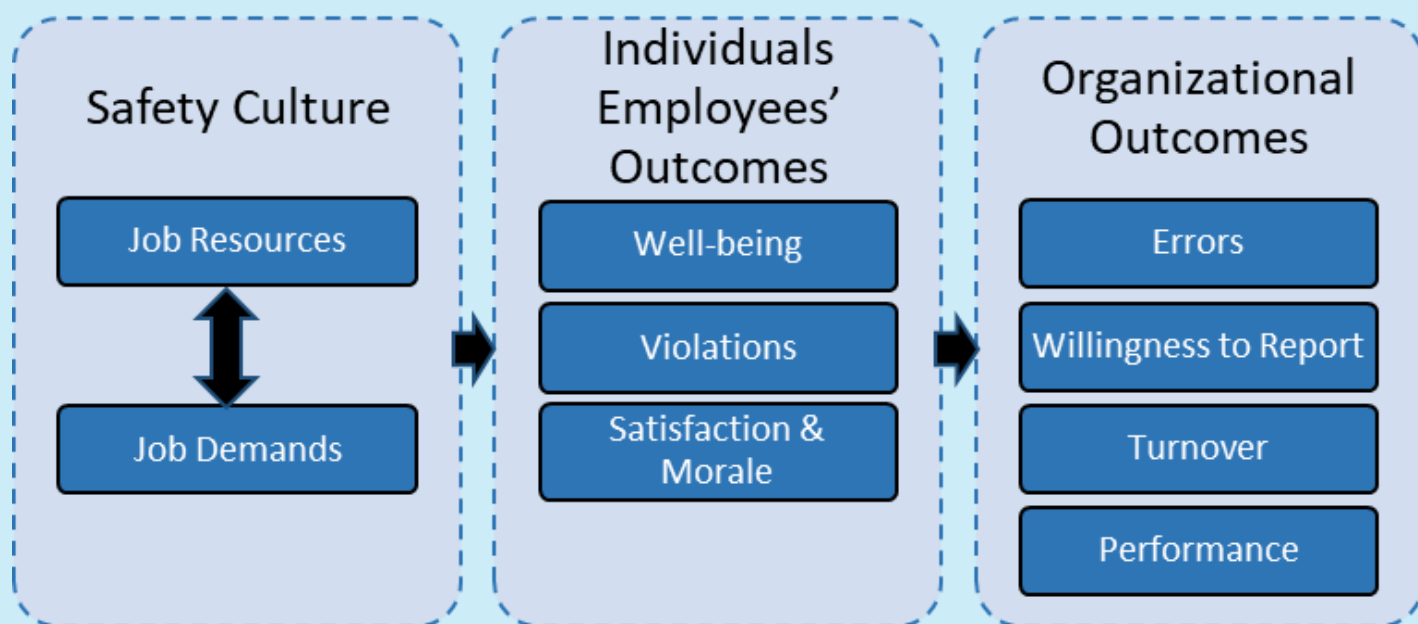 Safety Culture
Job Resources
Job Demands
Individuals
Employees’
Outcomes
Well-being
Violations
Satisfaction &
Morale
Organizational
Outcomes
Errors
Willingness to Report
Turnover
Performance